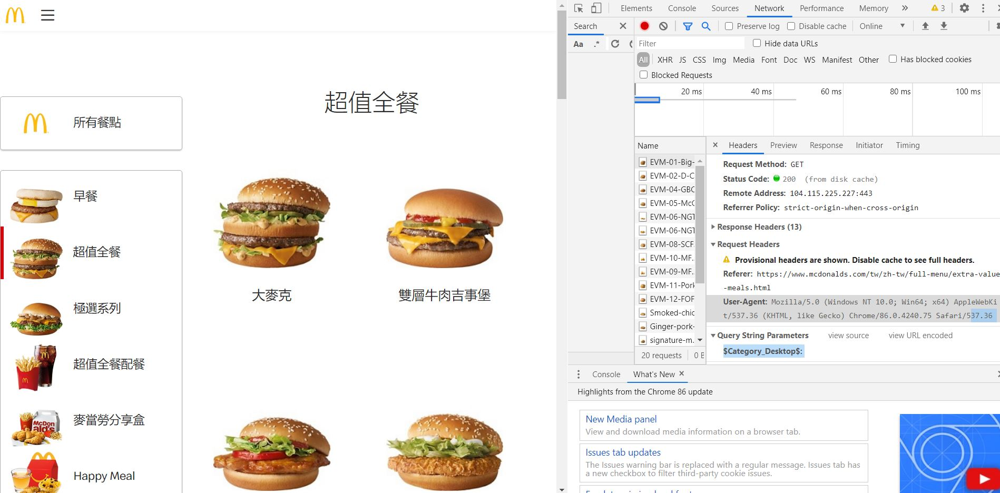 超值全餐
所有餐點
早餐
超值全餐
極選系列
超值全餐配餐
麥當勞分享盒
McDon
ald's
Happy Meal
大麥克
雙層牛肉吉事堡
Elements Console Sources Network Performance Memory » 3
Search
Preserve log Disable cache Online
Aa .*
Filter
Hide data URLs
All XHR JS CSS Img Media Font Doc WS Manifest Other Has blocked cookies
Blocked Requests
20 ms 40 ms 60 ms 80 ms 100 ms
Name
EVM-01-Big-
EVM-02-D-C
EVM-04-GBC
EVM-05-McC
EVM-06-NGT
EVM-06-NGT
EVM-08-SCF
EVM-10-MF...
EVM-09-MF...
EVM-11-Pork
EVM-12-FOF
Smoked-chic
Ginger-pork-
signature-m...
20 requests 0 B
Headers Preview Response Initiator Timing
Request Method: GET
Status Code: 200 (from disk cache)
Remote Address: 104.115.225.227:443
Referrer Policy: strict-origin-when-cross-origin
Response Headers (13)
Request Headers
Provisional headers are shown. Disable cache to see full headers.
Referer: https://www.mcdonalds.com/tw/zh-tw/full-menu/extra-value
-meals.html
User-Agent: Mozilla/5.0 (Windows NT 10.0; Win64; x64) AppleWebKi
t/537.36 (KHTML, like Gecko) Chrome/86.0.4240.75 Safari/537.36
Query String Parameters view source view URL encoded
$Category_Desktop$:
Console What's New
Highlights from the Chrome 86 update
New Media panel
View and download media information on a browser tab.
Issues tab updates
The Issues warning bar is replaced with a regular message. Issues tab has
a new checkbox to filter third-party cookie issues.